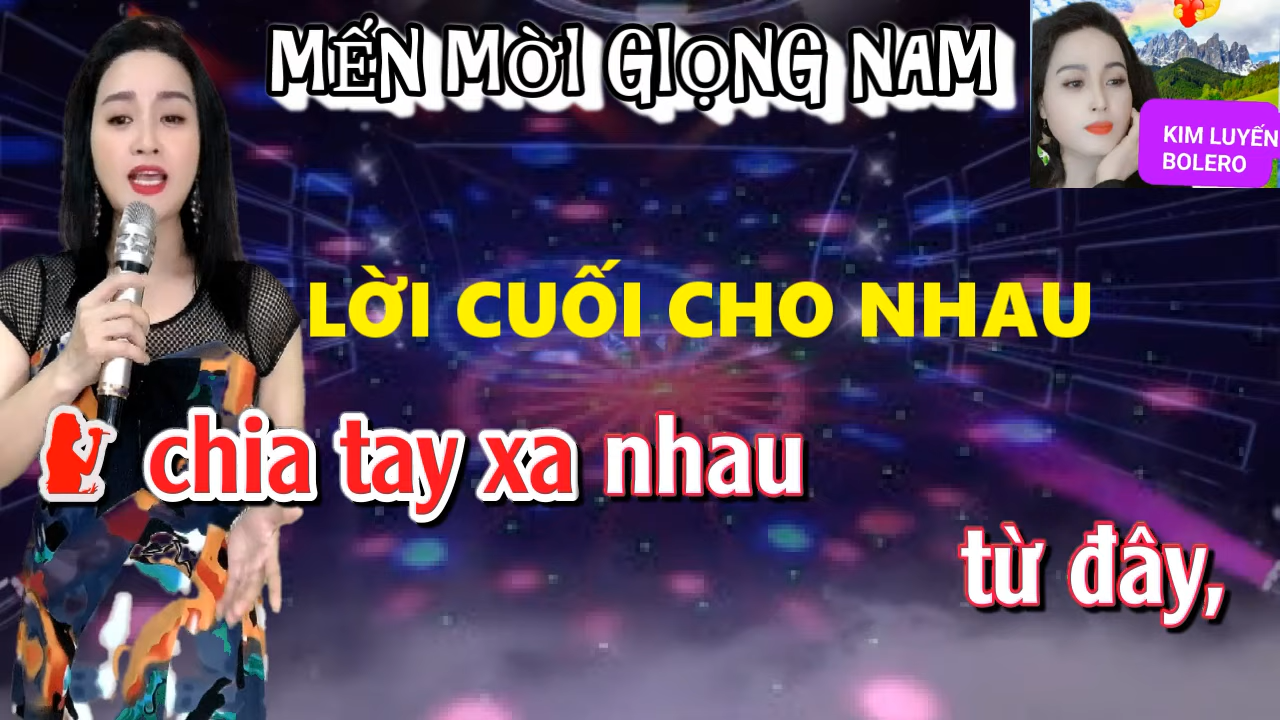 MẾN MỜI GIỌNG NAM
KIM LUYẾN
BOLERO
LỜI CUỐI CHO NHAU
chia tay xa nhau
từ đây,